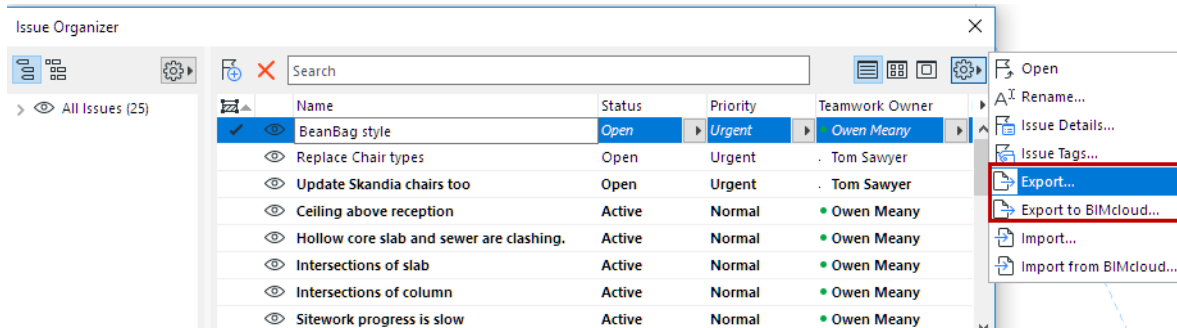 Issue Organizer
Search
All Issues (25)
Name Status Priority Teamwork Owner
BeanBag style Open Urgent Owen Meany
Replace Chair types Open Urgent Tom Sawyer
Update Skandia chairs too Open Urgent Tom Sawyer
Ceiling above reception Active Normal Owen Meany
Hollow core slab and sewer are clashing. Active Normal Owen Meany
Intersections of slab Active Normal Owen Meany
Intersections of column Active Normal Owen Meany
Sitework progress is slow Active Normal Owen Meany
Open
Rename...
Issue Details...
Issue Tags...
Export...
Export to BIMcloud...
Import...
Import from BIMcloud...